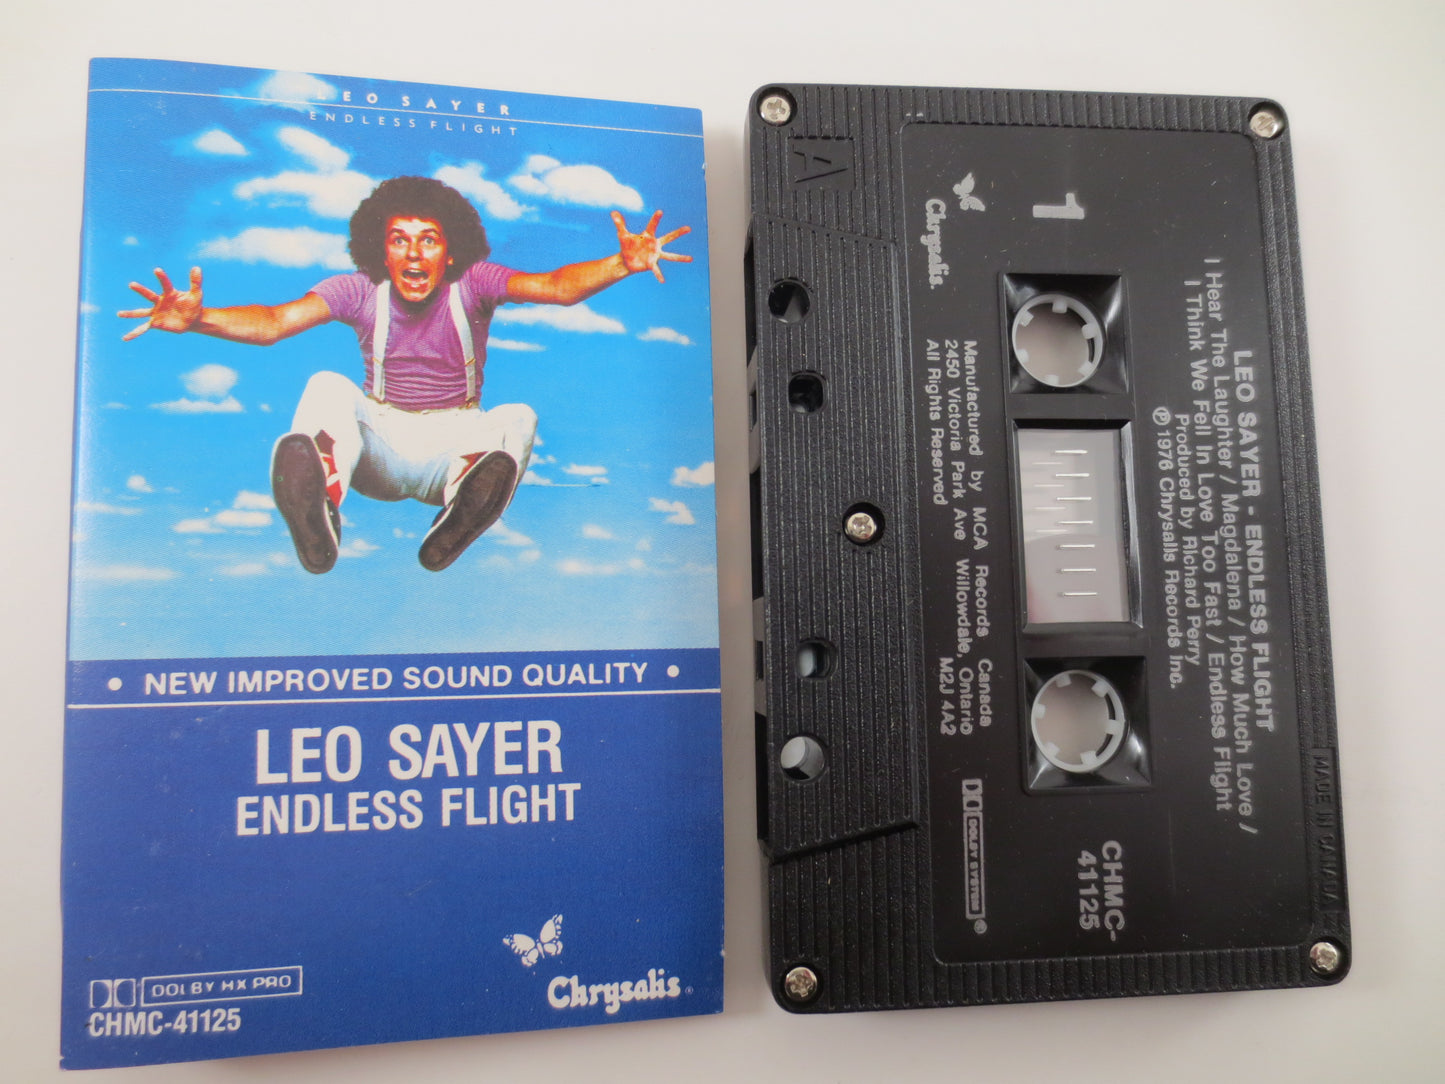 LEO SAYER
ENDLESS FLIGHT
• NEW IMPROVED SOUND QUALITY •
LEO SAYER
ENDLESS FLIGHT
DOLBY HX PRO
CHMC-41125
Chrysalis®
A
1
Chrysalis.
LEO SAYER - ENDLESS FLIGHT
I Hear The Laughter / Magdalena / How Much Love /
I Think We Fell In Love Too Fast / Endless Flight
Produced by Richard Perry
℗ 1976 Chrysalis Records Inc.
Manufactured by MCA Records Canada
2450 Victoria Park Ave Willowdale, Ontario
All Rights Reserved M2J 4A2
DOLBY SYSTEM®
CHMC-
41125
MADE IN CANADA